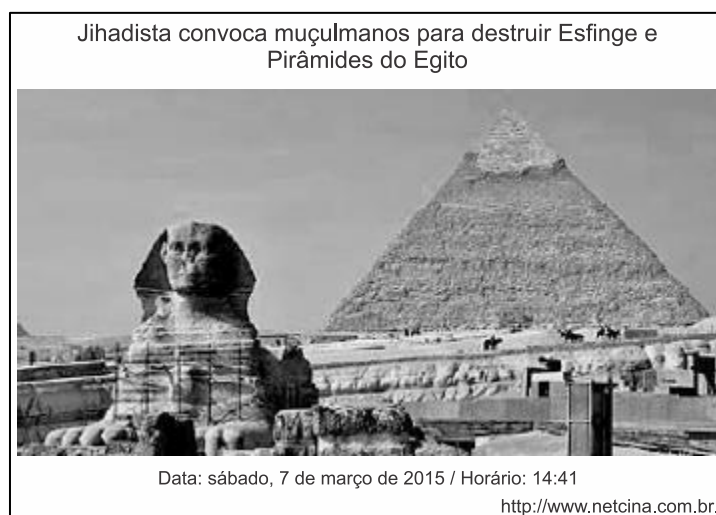 Jihadista convoca muçulmanos para destruir Esfinge e
Pirâmides do Egito
Data: sábado, 7 de março de 2015 / Horário: 14:41
http://www.netcina.com.br.